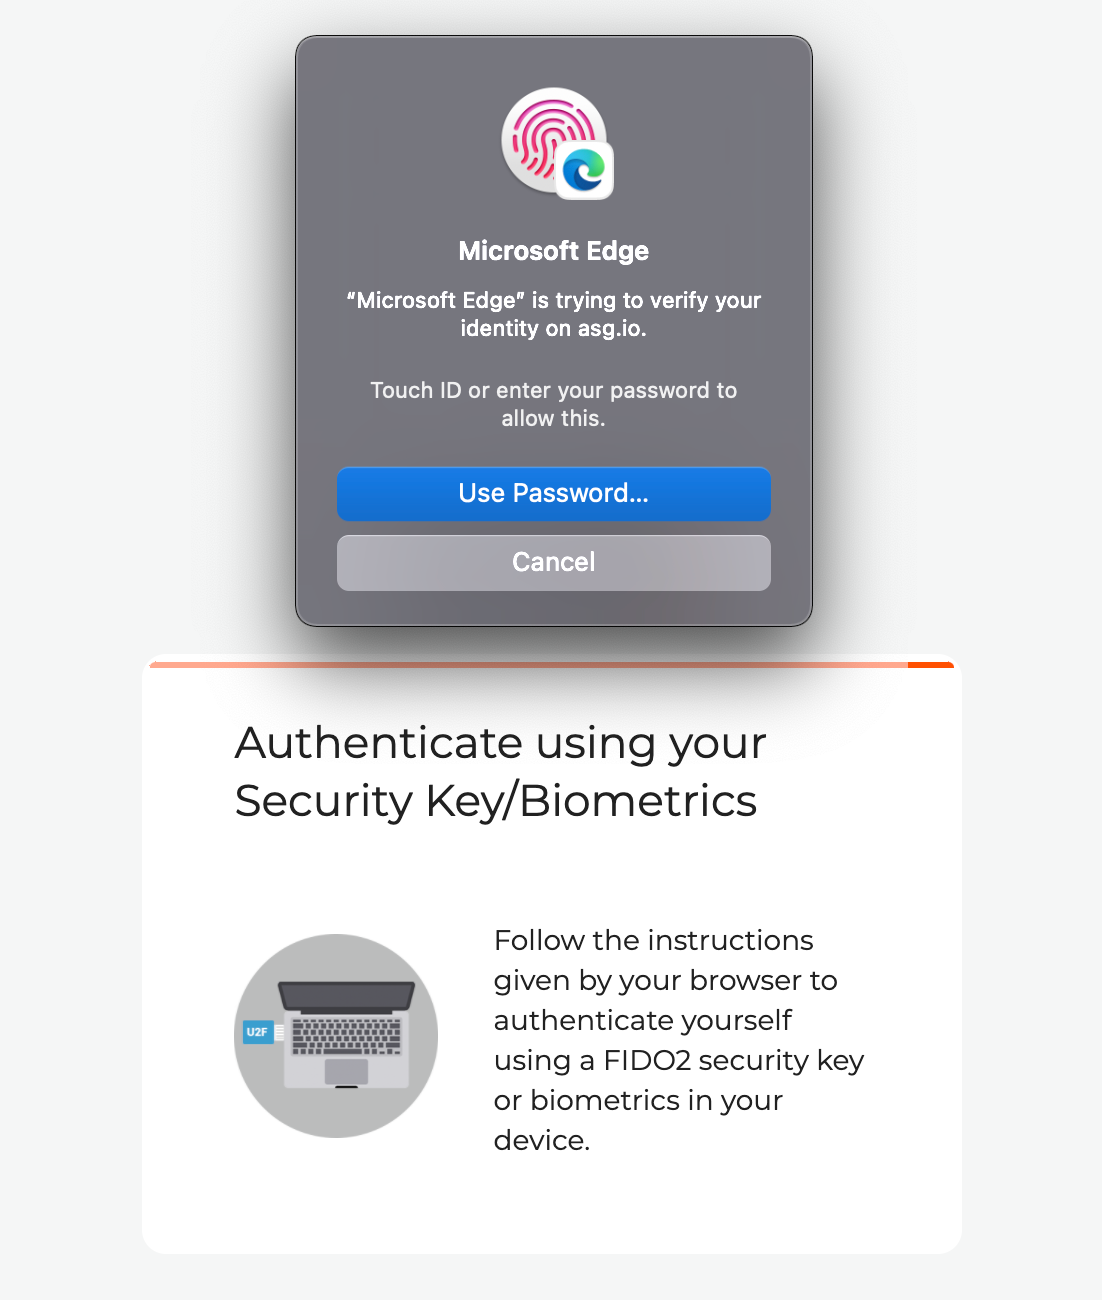 Microsoft Edge
“Microsoft Edge” is trying to verify your
identity on asg.io.
Touch ID or enter your password to
allow this.
Use Password...
Cancel
Authenticate using your
Security Key/Biometrics
U2F
Follow the instructions
given by your browser to
authenticate yourself
using a FIDO2 security key
or biometrics in your
device.